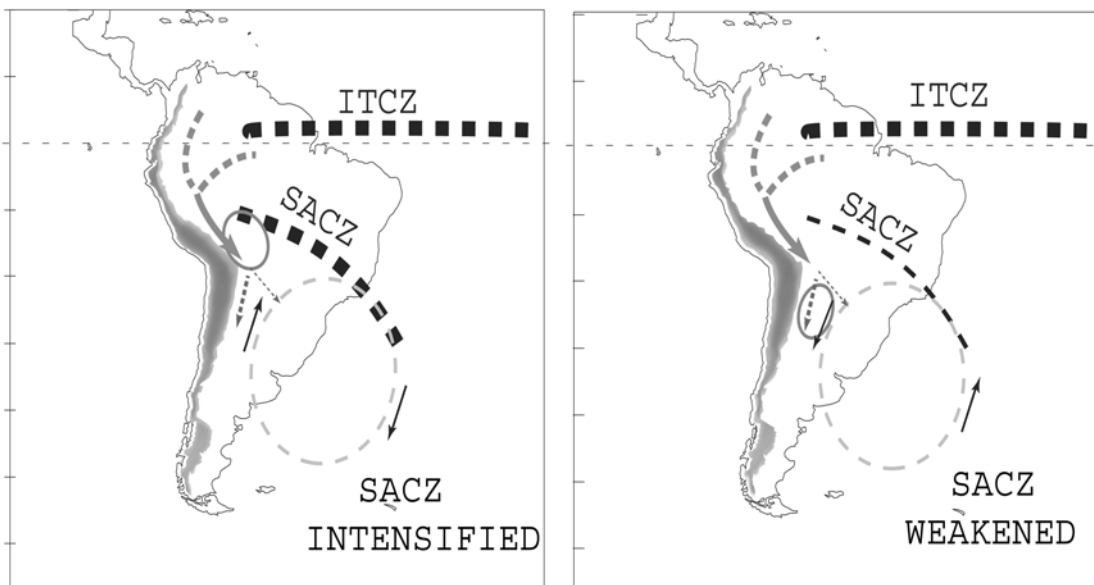 ITCZ
SACZ
SACZ
INTENSIFIED
ITCZ
SACZ
SACZ
WEAKENED